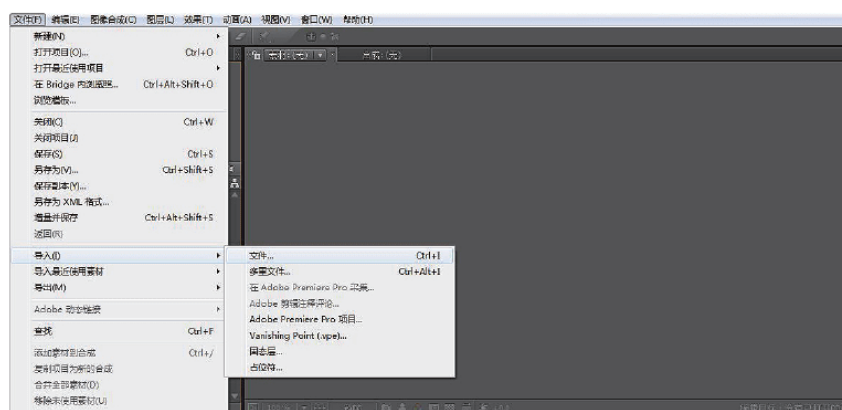 文件(F) 编辑(E) 图像合成(C) 图层(L) 效果(T) 动画(A) 视图(V) 窗口(W) 帮助(H)
新建(N)
打开项目(O)... Ctrl+O
打开最近使用项目
在 Bridge 内浏览... Ctrl+Alt+Shift+O
浏览模板...
关闭(C) Ctrl+W
关闭项目(J)
保存(S) Ctrl+S
另存为(V)... Ctrl+Shift+S
保存副本(Y)...
另存为 XML 格式...
增量并保存 Ctrl+Alt+Shift+S
返回(R)
导入(I)
导入最近使用素材
导出(M)
Adobe 动态链接
查找 Ctrl+F
添加素材到合成 Ctrl+/
复制项目为新的合成
合并全部素材(D)
移除未使用素材(U)
文件... Ctrl+I
多重文件... Ctrl+Alt+I
在 Adobe Premiere Pro 采集...
Adobe 剪辑注释评论...
Adobe Premiere Pro 项目...
Vanishing Point (.vpe)...
固态层...
占位符...
素材:(无)